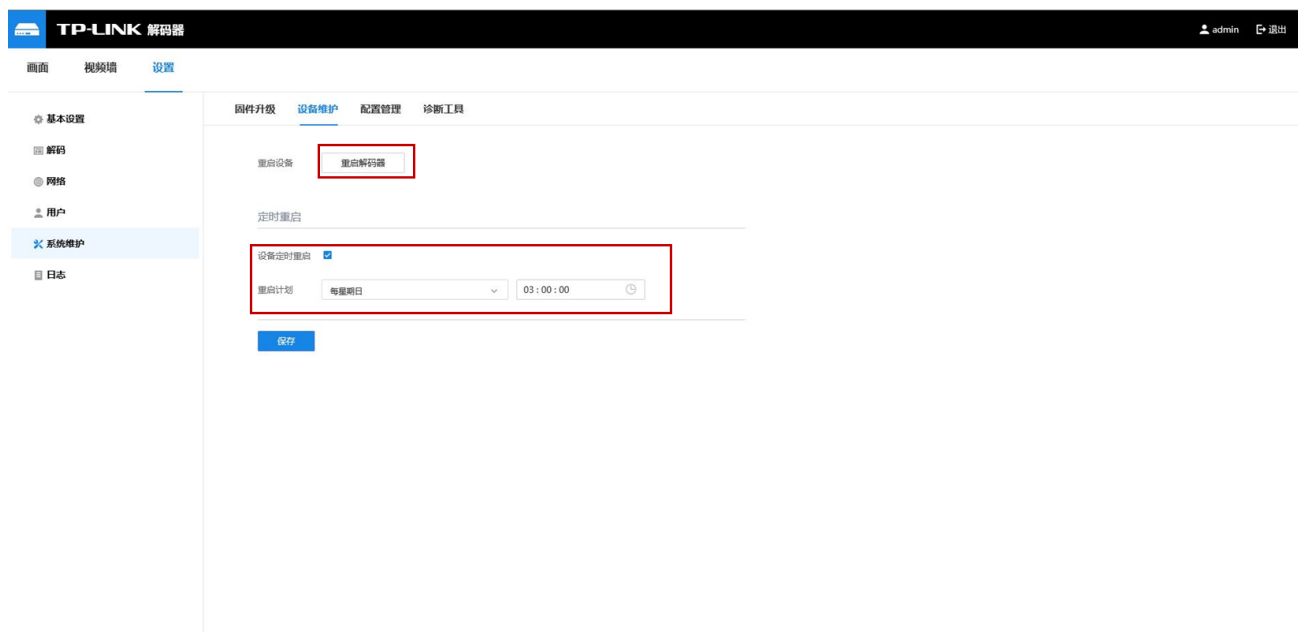 TP-LINK 解码器
admin 退出
画面 视频墙 设置
基本设置
解码
网络
用户
系统维护
日志
固件升级 设备维护 配置管理 诊断工具
重启设备 重启解码器
定时重启
设备定时重启
重启计划 每星期日 03 : 00 : 00
保存